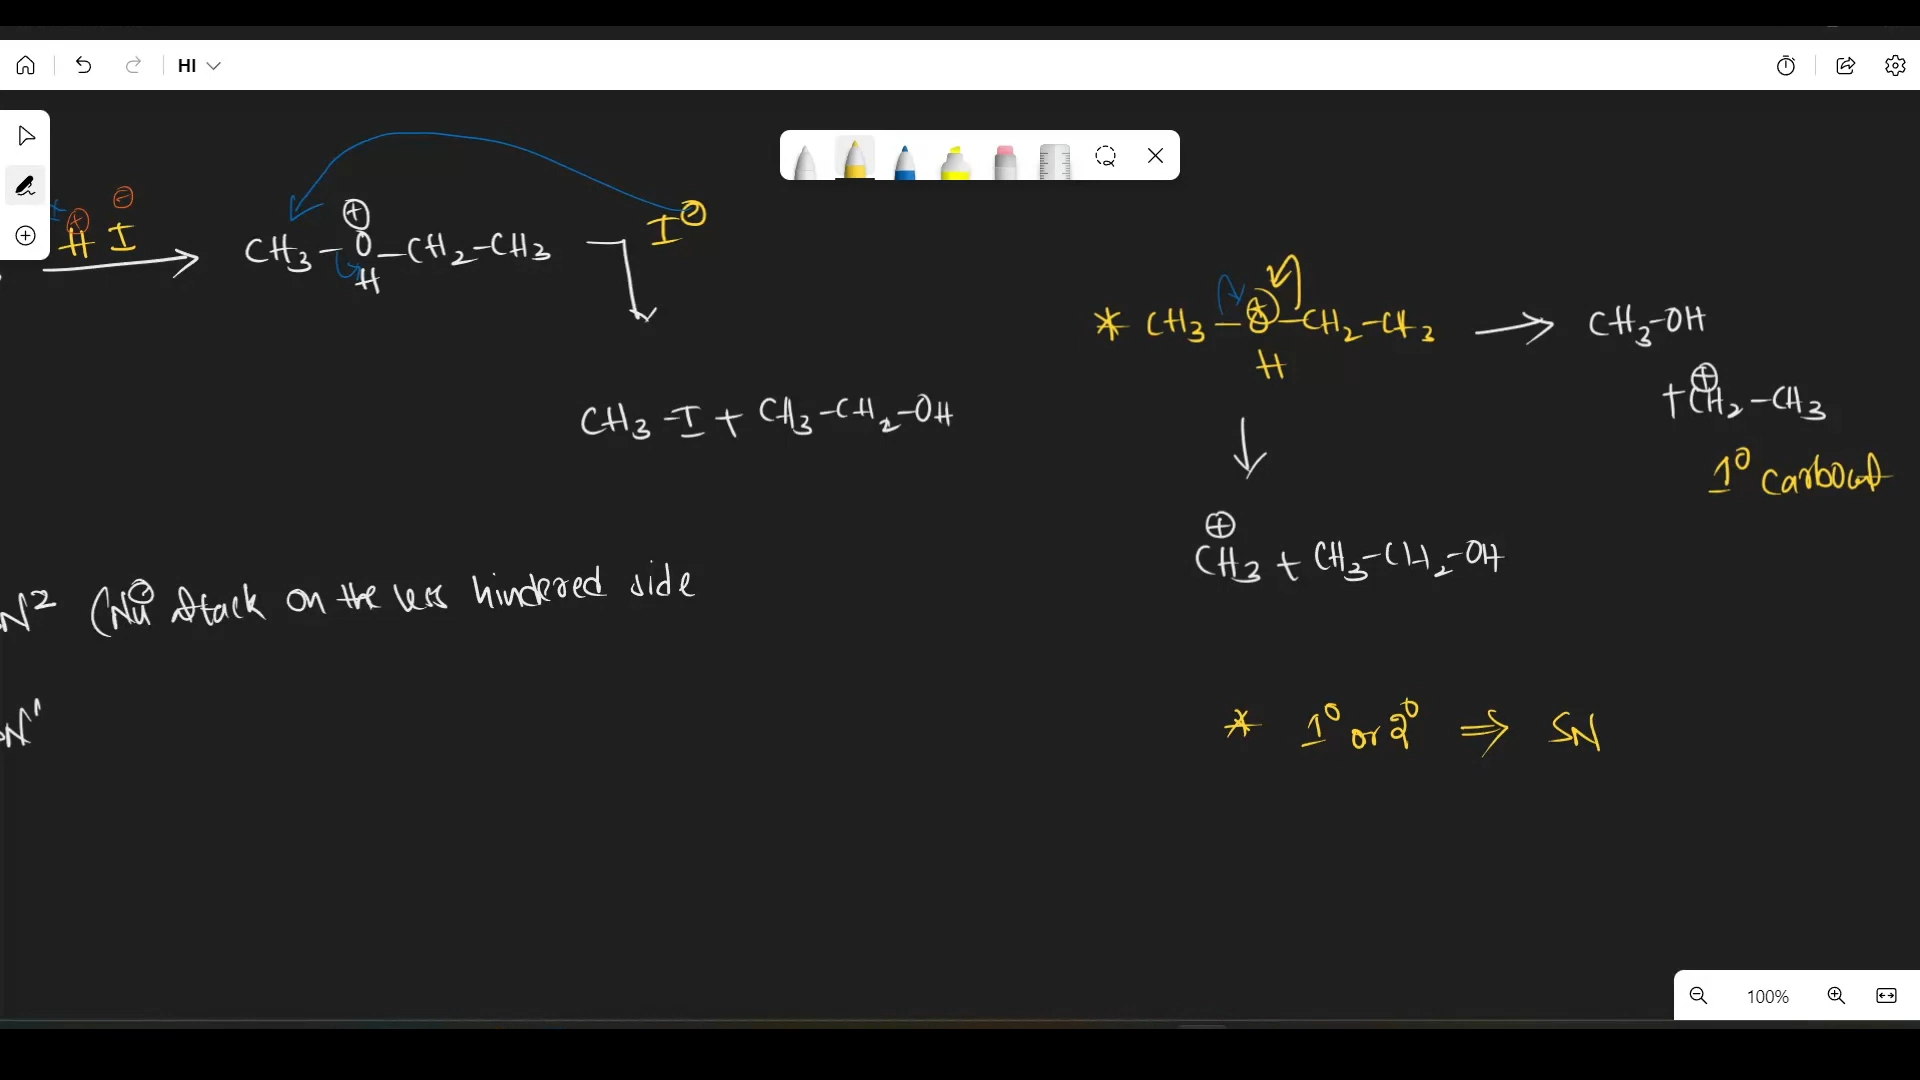 HI
⊕ ⊖
H I
CH3 - O⊕ - CH2 - CH3
H
I⊖
CH3 - I + CH3 - CH2 - OH
N2 (Nu⊖ attack on the less hindered side
N1
* CH3 - O⊕ - CH2 - CH3 → CH3 - OH
H
+ ⊕CH2 - CH3
1° carbocat
⊕
CH3 + CH3 - CH2 - OH
* 1° or 2° ⇒ SN
100%